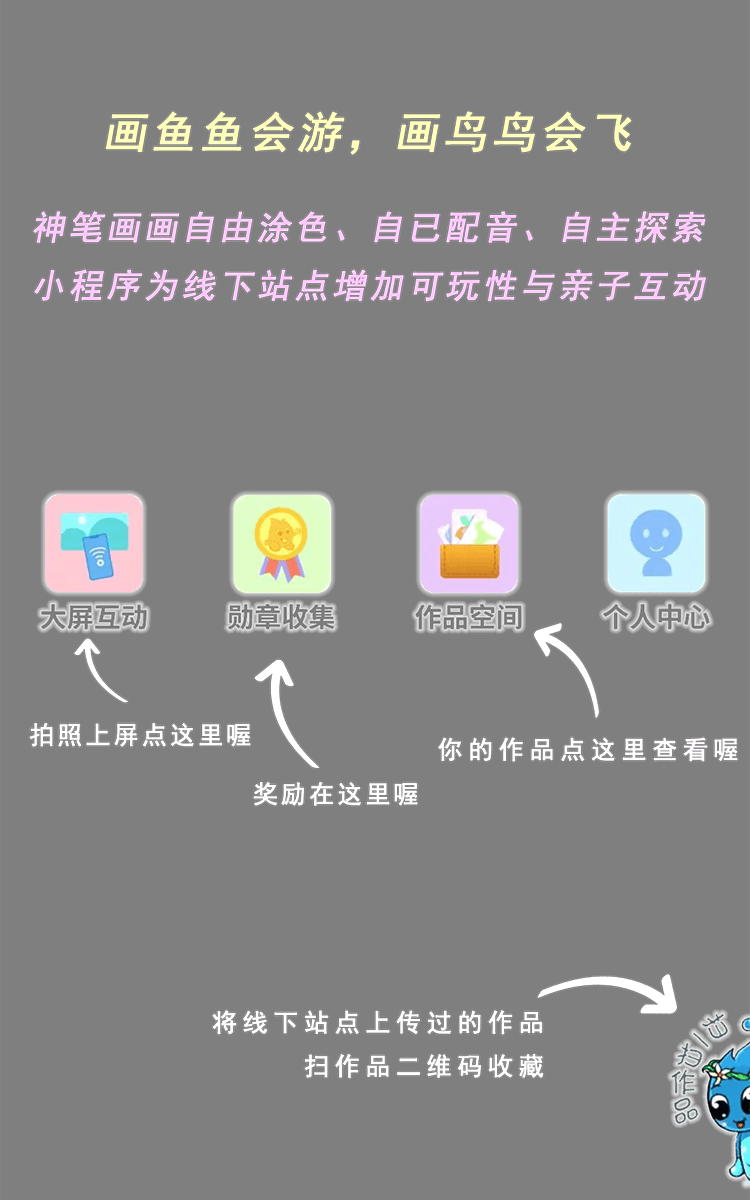 画鱼鱼会游，画鸟鸟会飞
神笔画画自由涂色、自已配音、自主探索
小程序为线下站点增加可玩性与亲子互动
大屏互动
勋章收集
作品空间
个人中心
拍照上屏点这里喔
你的作品点这里查看喔
奖励在这里喔
将线下站点上传过的作品
扫作品二维码收藏
扫一扫
作品